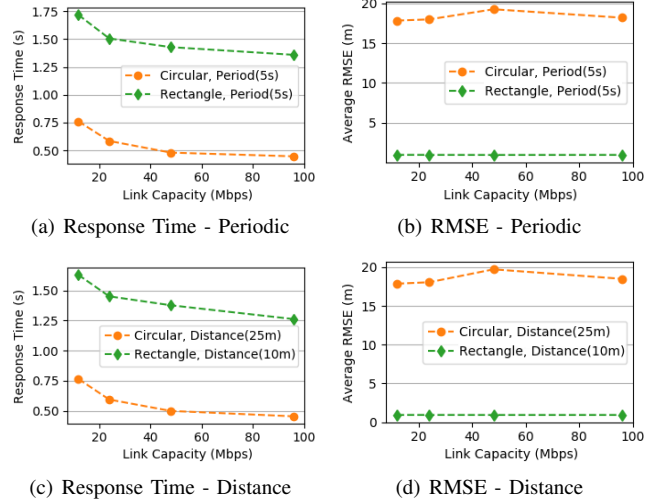 1.75
1.50
1.25
1.00
0.75
0.50
Response Time (s)
Circular, Period(5s)
Rectangle, Period(5s)
20 40 60 80 100
Link Capacity (Mbps)
(a) Response Time - Periodic
20
15
10
5
Average RMSE (m)
Circular, Period(5s)
Rectangle, Period(5s)
20 40 60 80 100
Link Capacity (Mbps)
(b) RMSE - Periodic
1.50
1.25
1.00
0.75
0.50
Response Time (s)
Circular, Distance(25m)
Rectangle, Distance(10m)
20 40 60 80 100
Link Capacity (Mbps)
(c) Response Time - Distance
20
15
10
5
0
Average RMSE (m)
Circular, Distance(25m)
Rectangle, Distance(10m)
20 40 60 80 100
Link Capacity (Mbps)
(d) RMSE - Distance